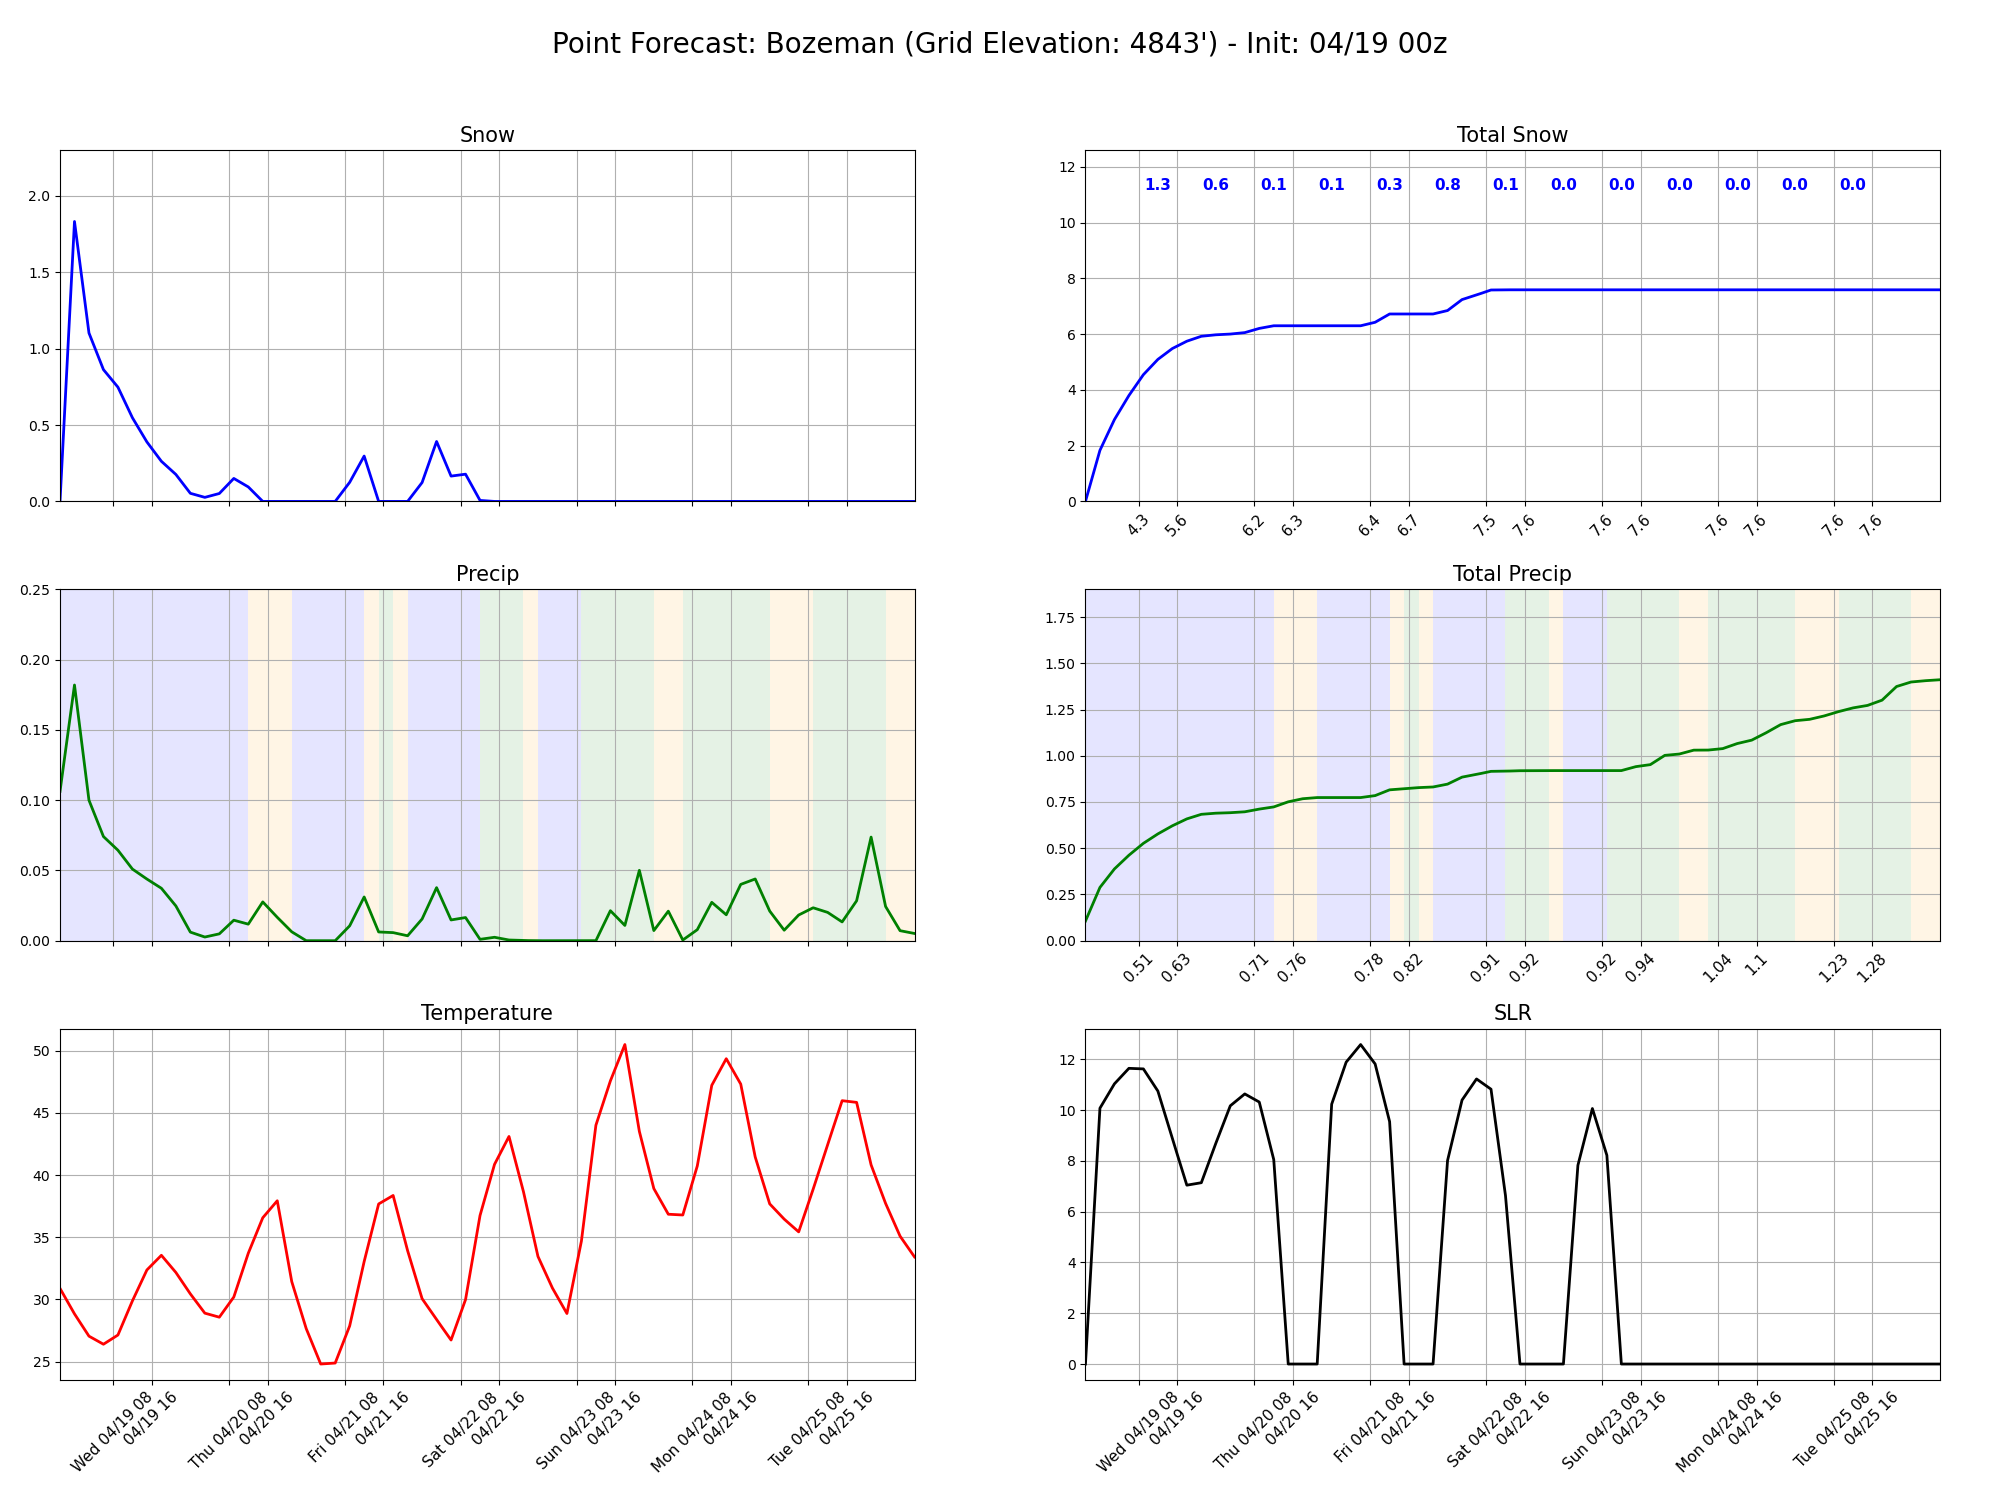 Point Forecast: Bozeman (Grid Elevation: 4843') - Init: 04/19 00z
Snow
2.0
1.5
1.0
0.5
0.0
Total Snow
12
10
8
6
4
2
0
1.3 0.6 0.1 0.1 0.3 0.8 0.1 0.0 0.0 0.0 0.0 0.0 0.0
4.3 5.6 6.2 6.3 6.4 6.7 7.5 7.6 7.6 7.6 7.6 7.6 7.6 7.6
Precip
0.25
0.20
0.15
0.10
0.05
0.00
Total Precip
1.75
1.50
1.25
1.00
0.75
0.50
0.25
0.00
0.51 0.63 0.71 0.76 0.78 0.82 0.91 0.92 0.92 0.94 1.04 1.1 1.23 1.28
Temperature
50
45
40
35
30
25
Wed 04/19 08
04/19 16
Thu 04/20 08
04/20 16
Fri 04/21 08
04/21 16
Sat 04/22 08
04/22 16
Sun 04/23 08
04/23 16
Mon 04/24 08
04/24 16
Tue 04/25 08
04/25 16
SLR
12
10
8
6
4
2
0
Wed 04/19 08
04/19 16
Thu 04/20 08
04/20 16
Fri 04/21 08
04/21 16
Sat 04/22 08
04/22 16
Sun 04/23 08
04/23 16
Mon 04/24 08
04/24 16
Tue 04/25 08
04/25 16